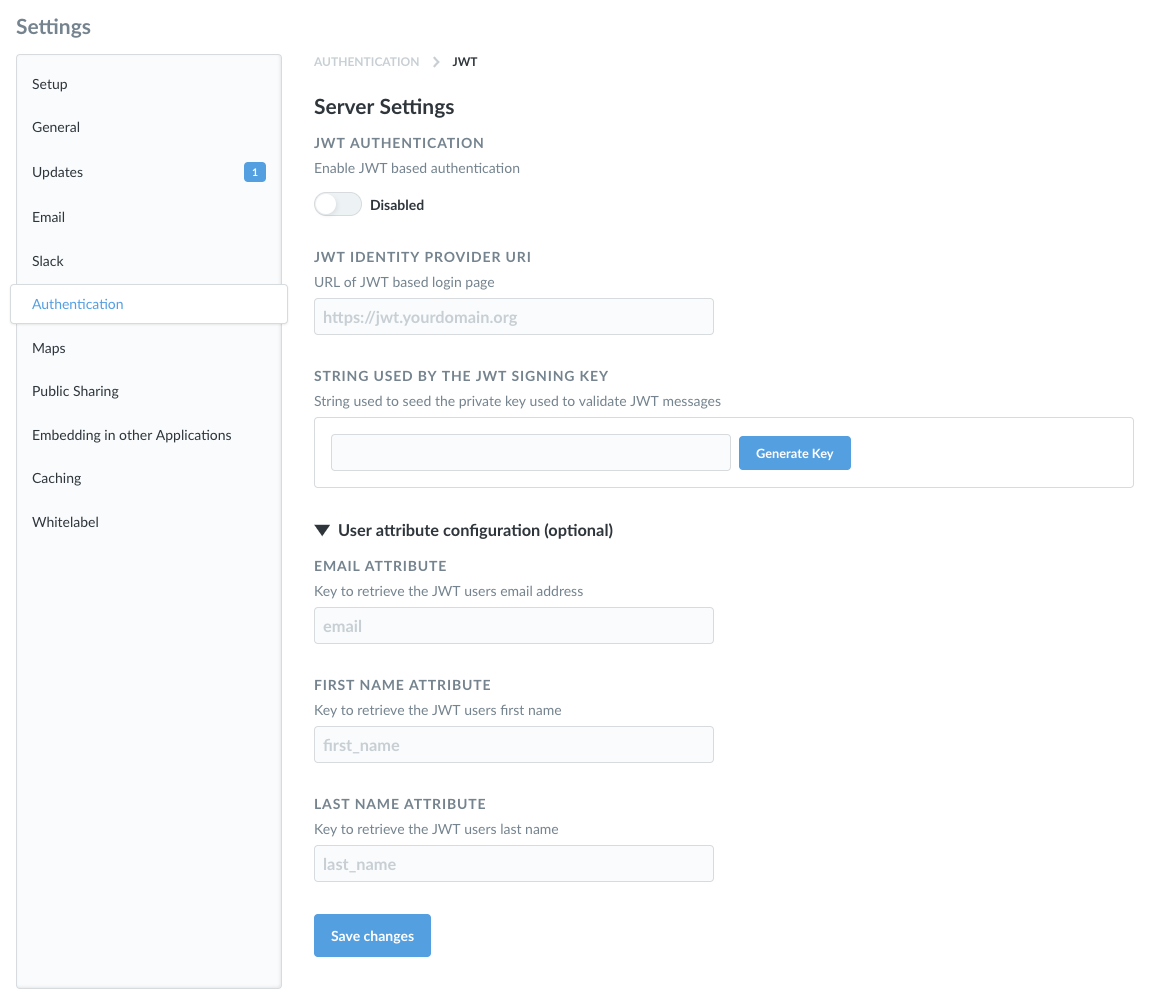 Settings
Setup
General
Updates
1
Email
Slack
Authentication
Maps
Public Sharing
Embedding in other Applications
Caching
Whitelabel
AUTHENTICATION > JWT
Server Settings
JWT AUTHENTICATION
Enable JWT based authentication
Disabled
JWT IDENTITY PROVIDER URI
URL of JWT based login page
https://jwt.yourdomain.org
STRING USED BY THE JWT SIGNING KEY
String used to seed the private key used to validate JWT messages
Generate Key
User attribute configuration (optional)
EMAIL ATTRIBUTE
Key to retrieve the JWT users email address
email
FIRST NAME ATTRIBUTE
Key to retrieve the JWT users first name
first_name
LAST NAME ATTRIBUTE
Key to retrieve the JWT users last name
last_name
Save changes